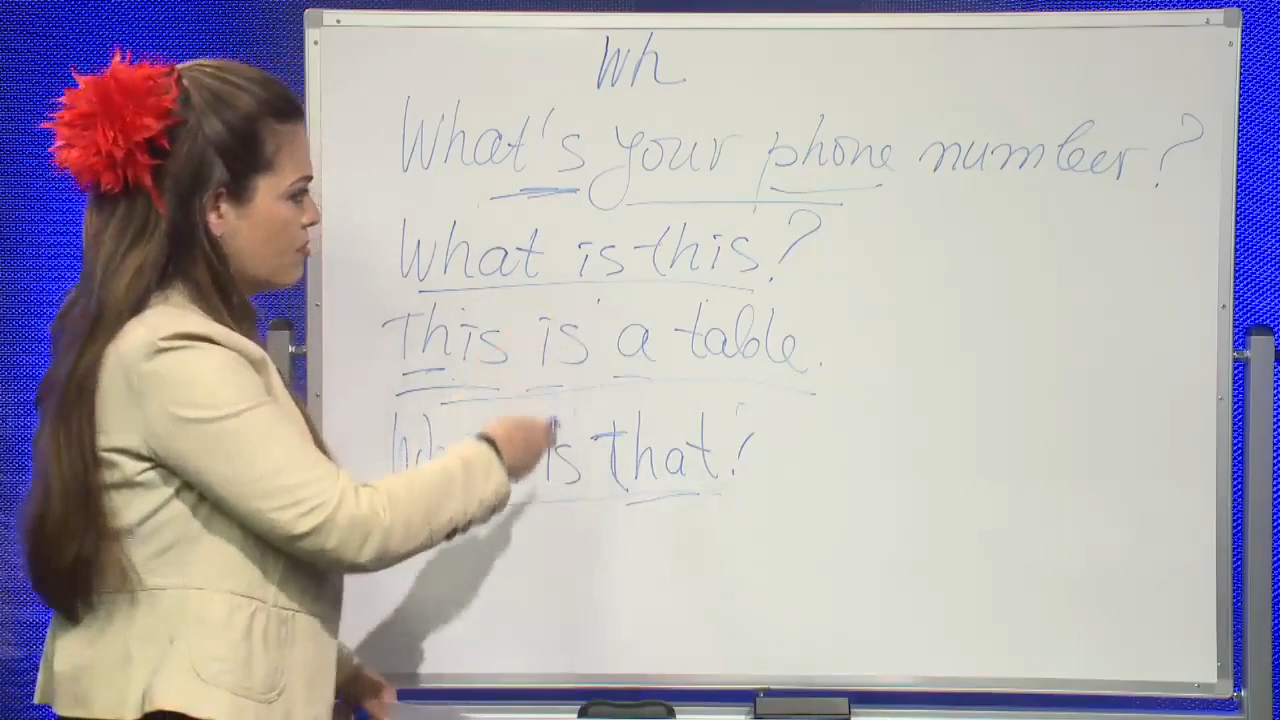 Wh
What's your phone number?
What is this?
This is a table.
is that?